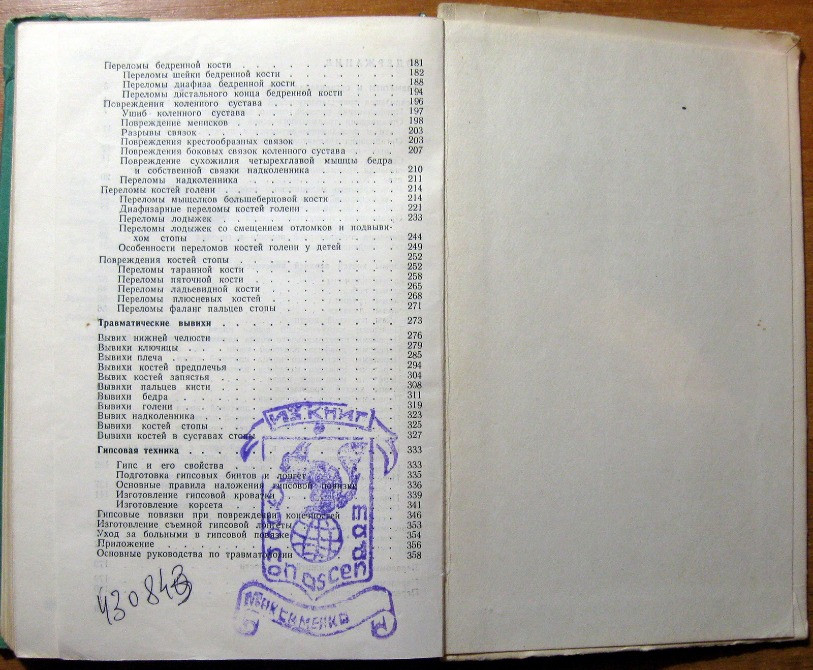 Переломы бедренной кости 181
Переломы шейки бедренной кости 182
Переломы диафиза бедренной кости 188
Переломы дистального конца бедренной кости 194
Повреждения коленного сустава 196
Ушиб коленного сустава 197
Повреждение менисков 198
Разрывы связок 203
Повреждения крестообразных связок 203
Повреждения боковых связок коленного сустава 207
Повреждение сухожилия четырехглавой мышцы бедра
и собственной связки надколенника 210
Переломы надколенника 211
Переломы костей голени 214
Переломы мыщелков большеберцовой кости 214
Диафизарные переломы костей голени 221
Переломы лодыжек 233
Переломы лодыжек со смещением отломков и подвыви-
хом стопы 244
Особенности переломов костей голени у детей 249
Повреждения костей стопы 252
Переломы таранной кости 252
Переломы пяточной кости 258
Переломы ладьевидной кости 265
Переломы плюсневых костей 268
Переломы фаланг пальцев стопы 271
Травматические вывихи 273
Вывих нижней челюсти 276
Вывихи ключицы 279
Вывихи плеча 285
Вывихи костей предплечья 294
Вывих костей запястья 304
Вывихи пальцев кисти 308
Вывихи бедра 311
Вывихи голени 319
Вывих надколенника 323
Вывихи костей стопы 325
Вывихи костей в суставах стопы 327
Гипсовая техника 333
Гипс и его свойства 333
Подготовка гипсовых бинтов и лонгет 335
Основные правила наложения гипсовой повязки 336
Изготовление гипсовой кроватки 339
Изготовление корсета 341
Гипсовые повязки при повреждении конечностей 346
Изготовление съемной гипсовой лонгеты 353
Уход за больными в гипсовой повязке 354
Приложение 356
Основные руководства по травматологии 358
ИЗ КНИГ